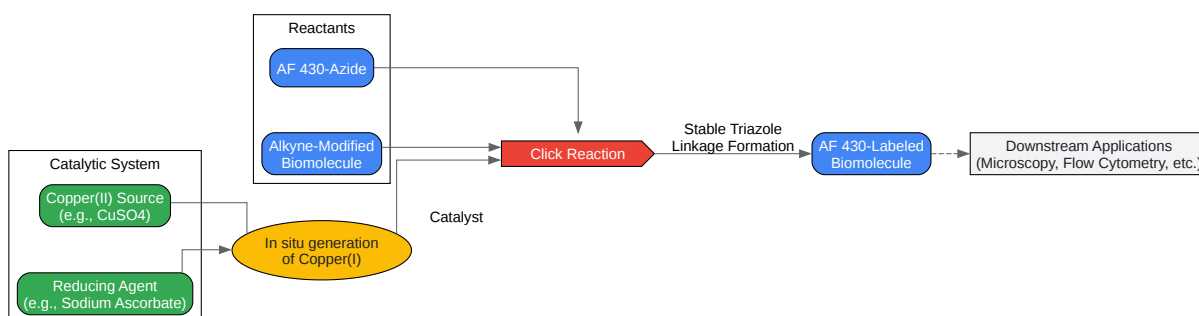 Reactants
AF 430-Azide
Alkyne-Modified
Biomolecule
Catalytic System
Copper(II) Source
(e.g., CuSO4)
Reducing Agent
(e.g., Sodium Ascorbate)
In situ generation
of Copper(I)
Catalyst
Click Reaction
Stable Triazole
Linkage Formation
AF 430-Labeled
Biomolecule
Downstream Applications
(Microscopy, Flow Cytometry, etc.)